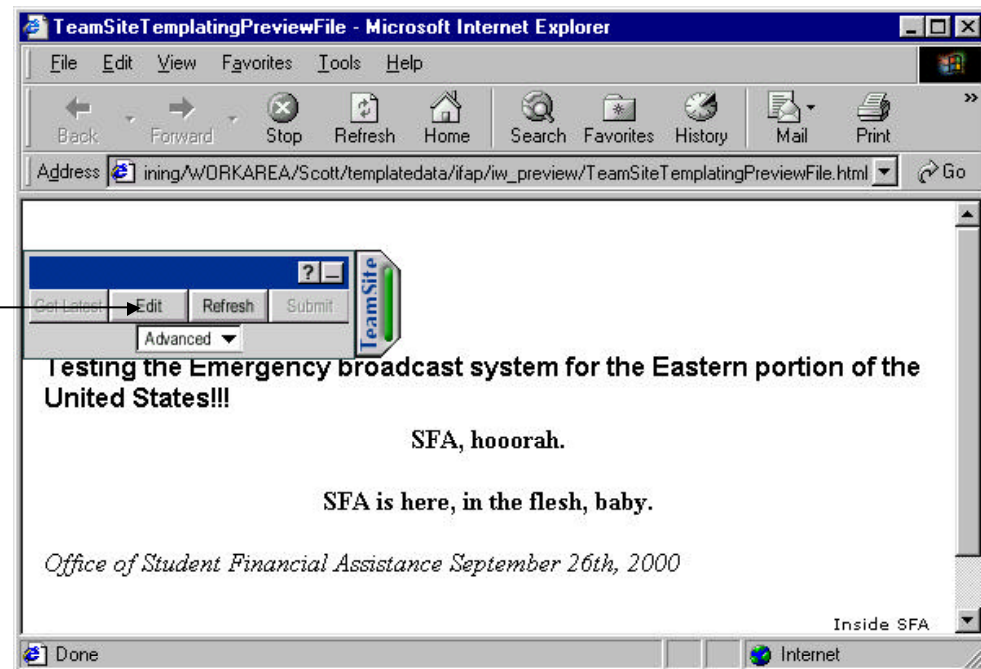 TeamSiteTemplatingPreviewFile - Microsoft Internet Explorer
File Edit View Favorites Tools Help
Back Forward Stop Refresh Home Search Favorites History Mail Print »
Address ining/WORKAREA/Scott/templatedata/ifap/iw_preview/TeamSiteTemplatingPreviewFile.html Go
?
Get Latest Edit Refresh Submit
Advanced
TeamSite
Testing the Emergency broadcast system for the Eastern portion of the
United States!!!
SFA, hooorah.
SFA is here, in the flesh, baby.
Office of Student Financial Assistance September 26th, 2000
Inside SFA
Done Internet